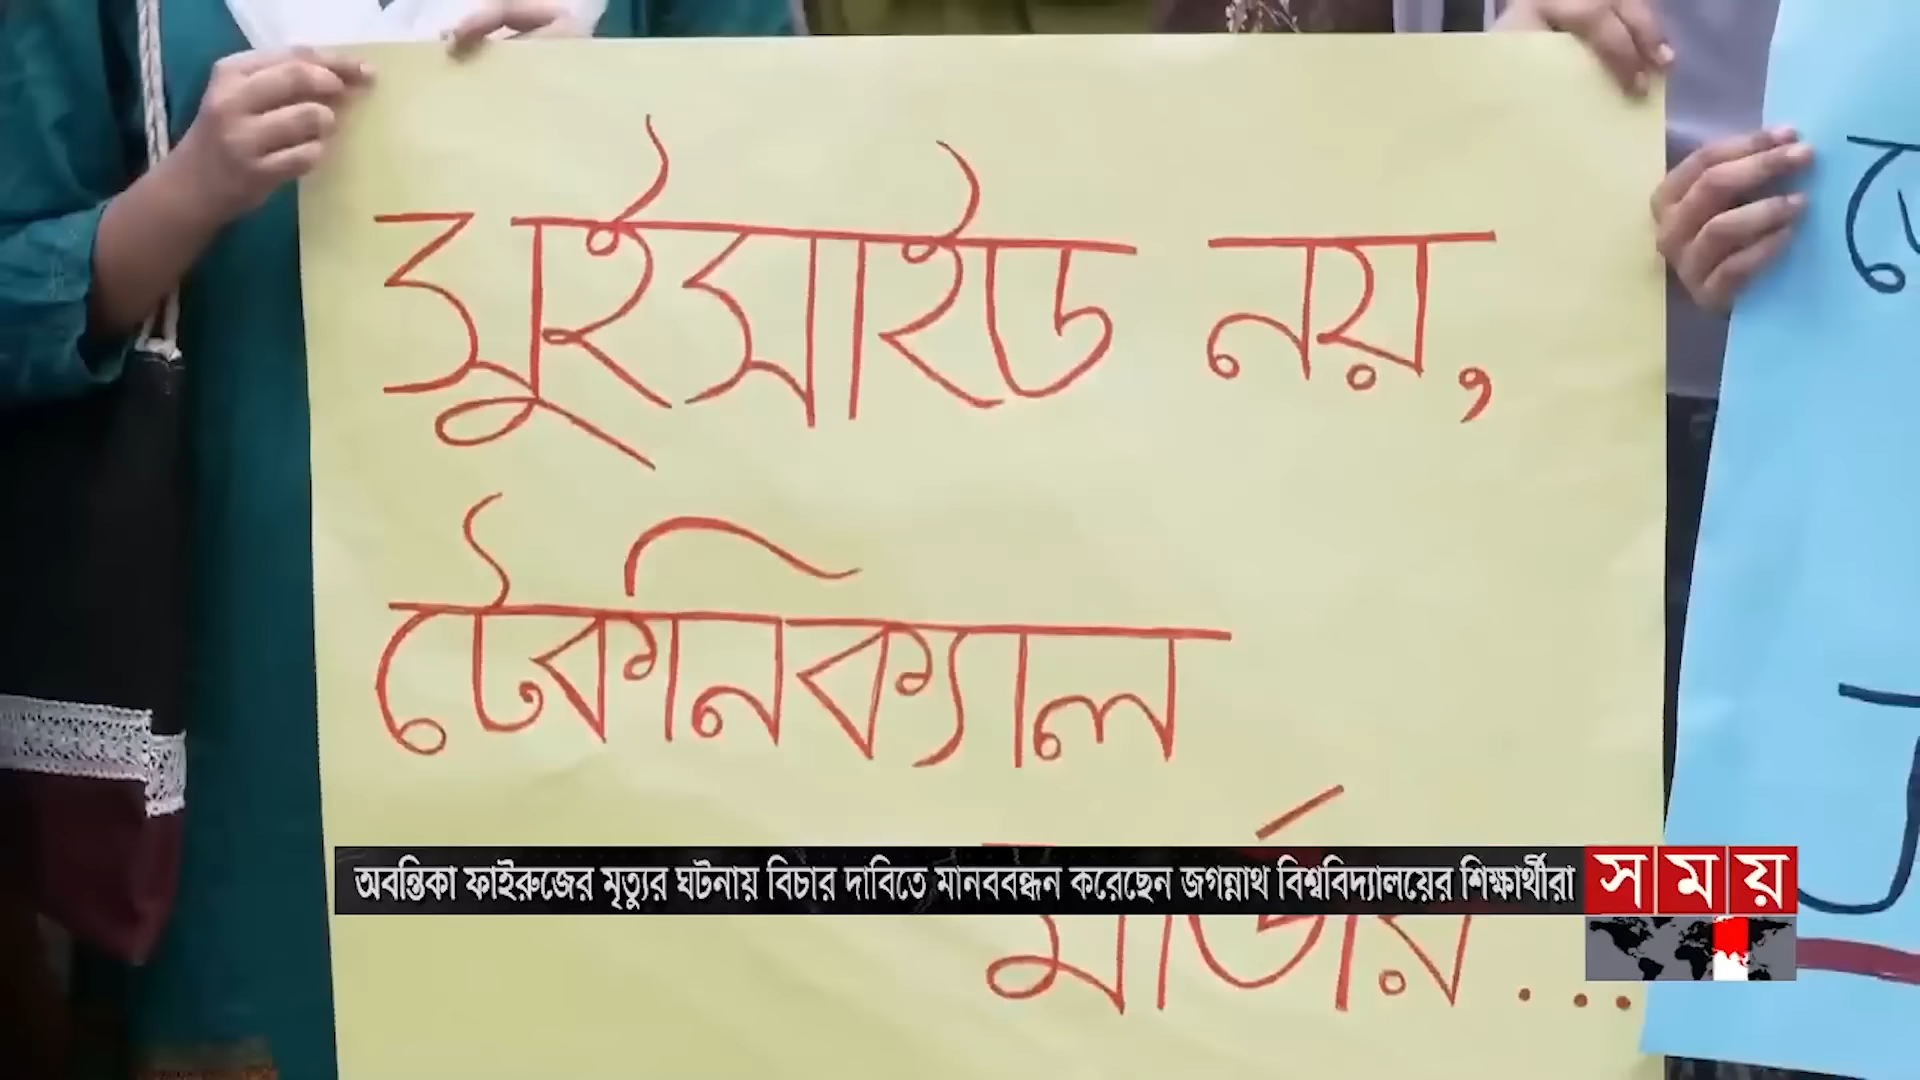 সুইসাইড নয়,
টেকনিক্যাল
মার্ডার...
অবন্তিকা ফাইরুজের মৃত্যুর ঘটনায় বিচার দাবিতে মানববন্ধন করেছেন জগন্নাথ বিশ্ববিদ্যালয়ের শিক্ষার্থীরা
সময়